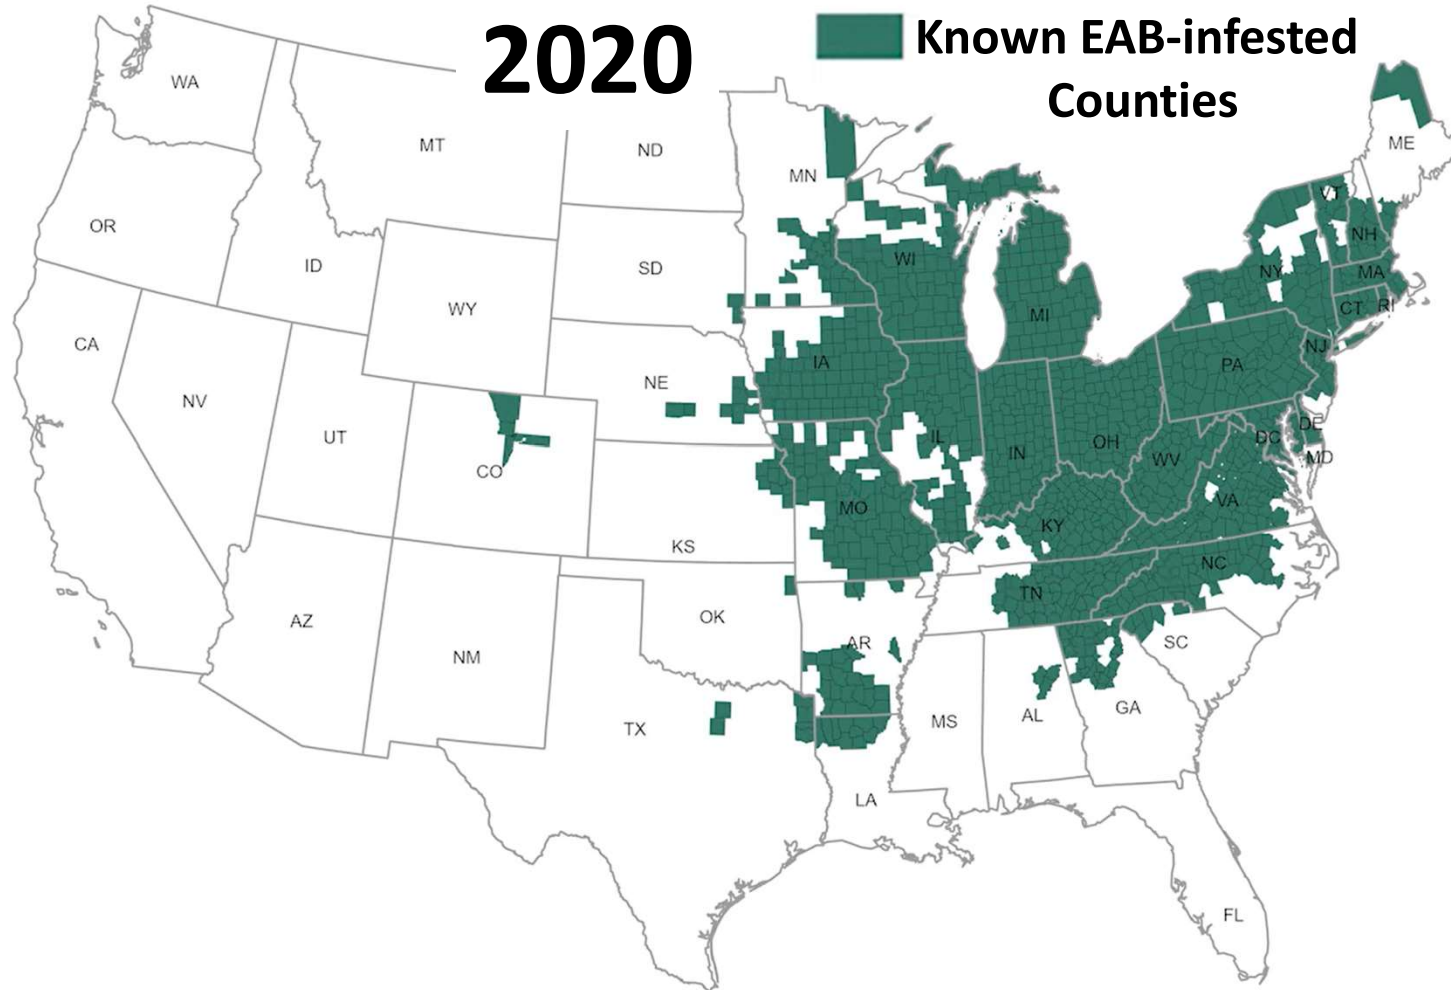 2020
Known EAB-infested
Counties
WA
MT
ND
MN
ME
OR
ID
SD
WI
VT
NH
NY
MA
WY
MI
CT RI
CA
NV
NE
IA
PA
NJ
UT
CO
IL
IN
OH
WV
DC
DE
MD
KS
MO
KY
VA
AZ
NM
OK
AR
TN
NC
SC
TX
MS
AL
GA
LA
FL